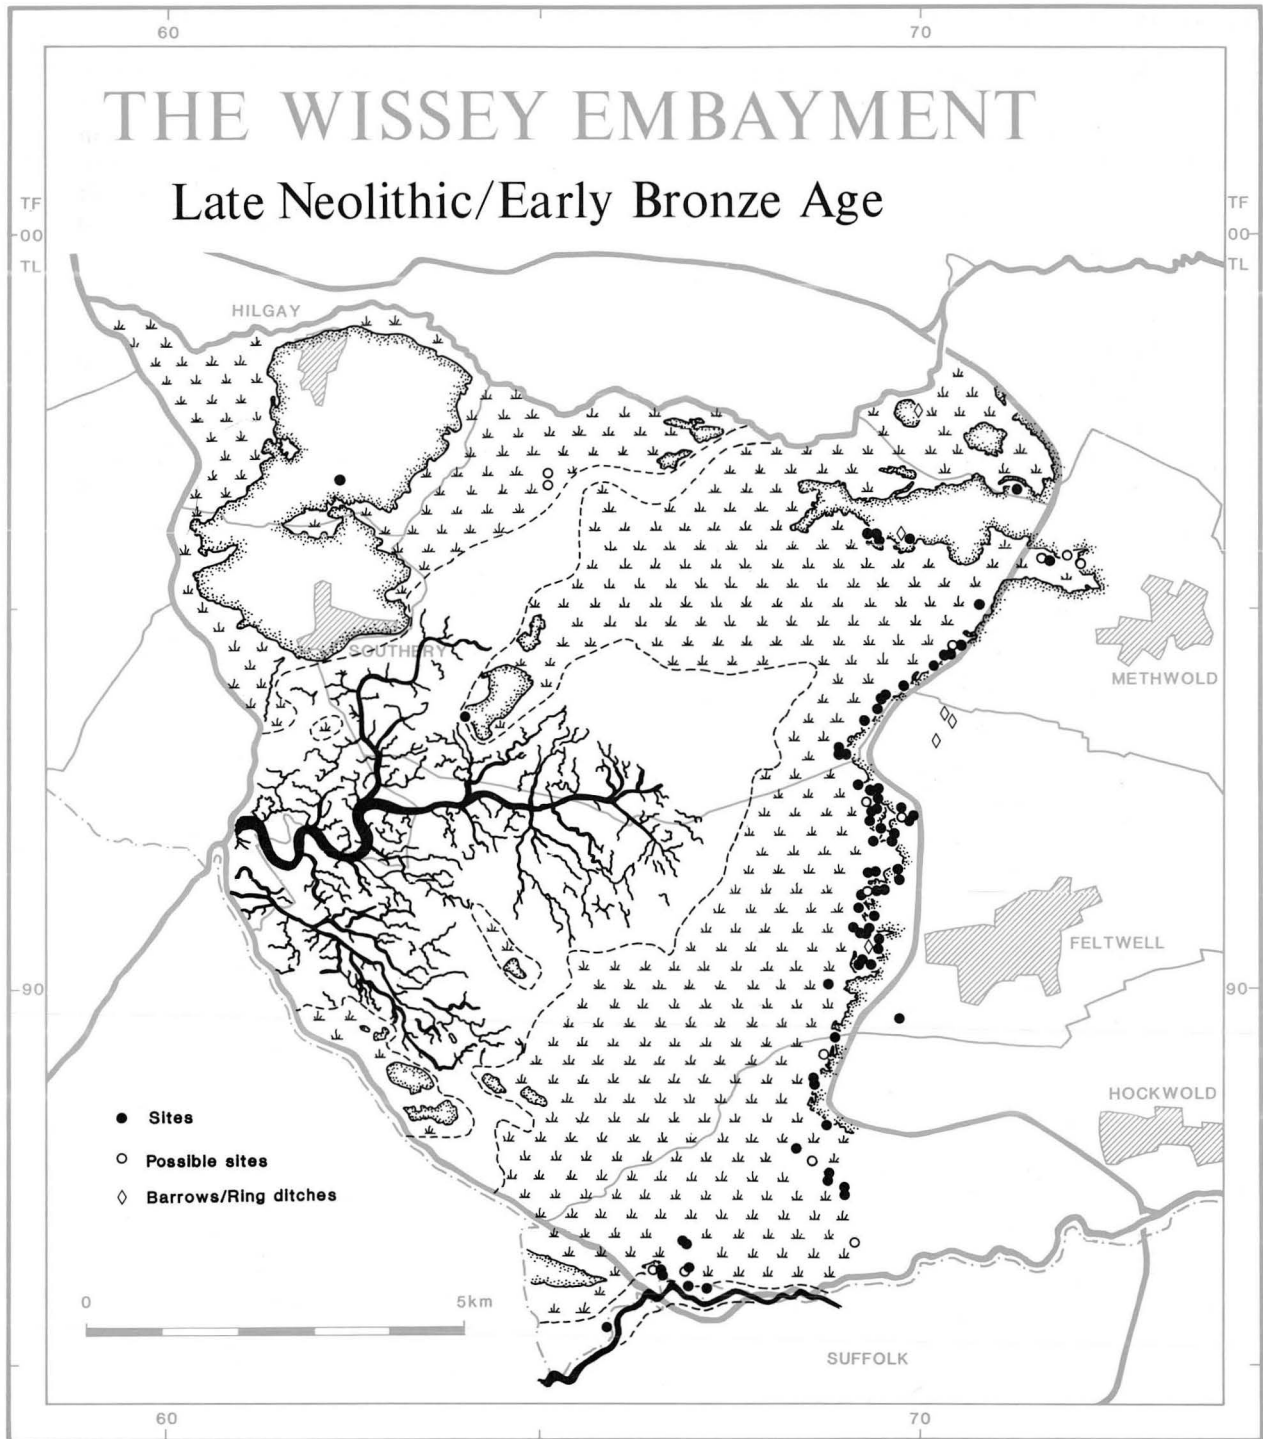 60 70
THE WISSEY EMBAYMENT
Late Neolithic/Early Bronze Age
TF TF
00 00
TL TL
HILGAY
SOUTHERY
METHWOLD
FELTWELL
90 90
HOCKWOLD
Sites
Possible sites
Barrows/Ring ditches
0 5km
SUFFOLK
60 70